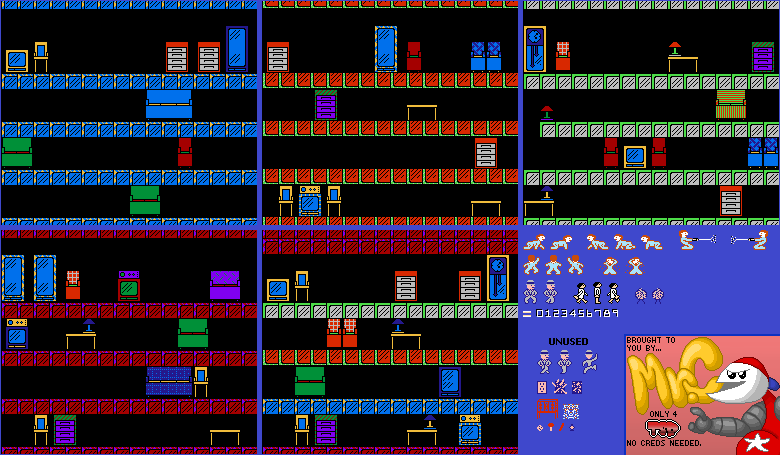 = 0123456789
UNUSED
BROUGHT TO
YOU BY...
Mr. C
ONLY 4
NO CREDS NEEDED.